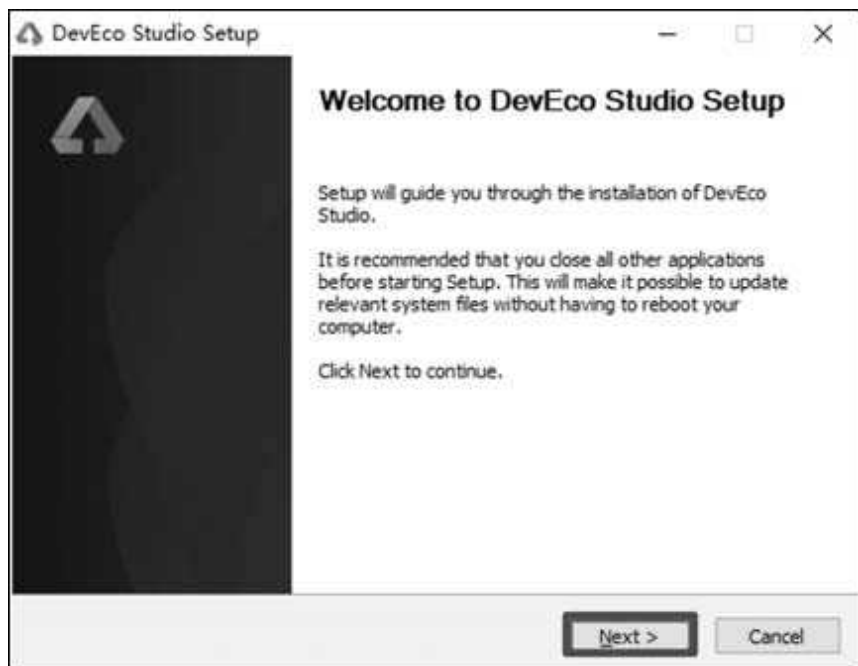 DevEco Studio Setup
Welcome to DevEco Studio Setup
Setup will guide you through the installation of DevEco
Studio.
It is recommended that you close all other applications
before starting Setup. This will make it possible to update
relevant system files without having to reboot your
computer.
Click Next to continue.
Next >
Cancel